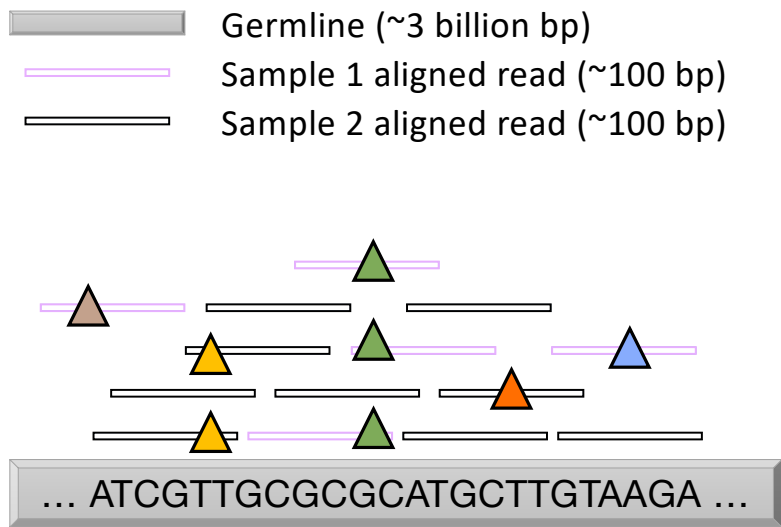 Germline (~3 billion bp)
Sample 1 aligned read (~100 bp)
Sample 2 aligned read (~100 bp)
... ATCGTTGCGCGCATGCTTGTAAGA ...